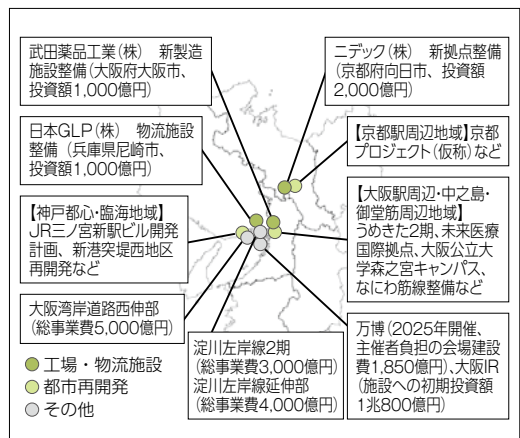 武田薬品工業(株) 新製造
施設整備(大阪府大阪市、
投資額1,000億円)
ニデック(株) 新拠点整備
(京都府向日市、投資額
2,000億円)
日本GLP(株) 物流施設
整備(兵庫県尼崎市、
投資額1,000億円)
【京都駅周辺地域】京都
プロジェクト(仮称)など
【神戸都心・臨海地域】
JR三ノ宮新駅ビル開発
計画、新港突堤西地区
再開発など
【大阪駅周辺・中之島・
御堂筋周辺地域】
うめきた2期、未来医療
国際拠点、大阪公立大
学森之宮キャンパス、
なにわ筋線整備など
大阪湾岸道路西伸部
(総事業費5,000億円)
淀川左岸線2期
(総事業費3,000億円)
淀川左岸線延伸部
(総事業費4,000億円)
万博(2025年開催、
主催者負担の会場建設
費1,850億円)、大阪IR
(施設への初期投資額
1兆800億円)
工場・物流施設
都市再開発
その他